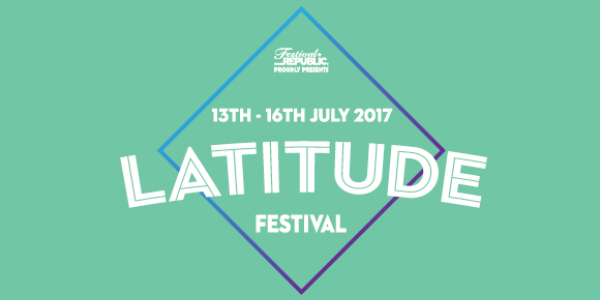 Festival
REPUBLIC.
PROUDLY PRESENTS
13TH - 16TH JULY 2017
LATITUDE
FESTIVAL